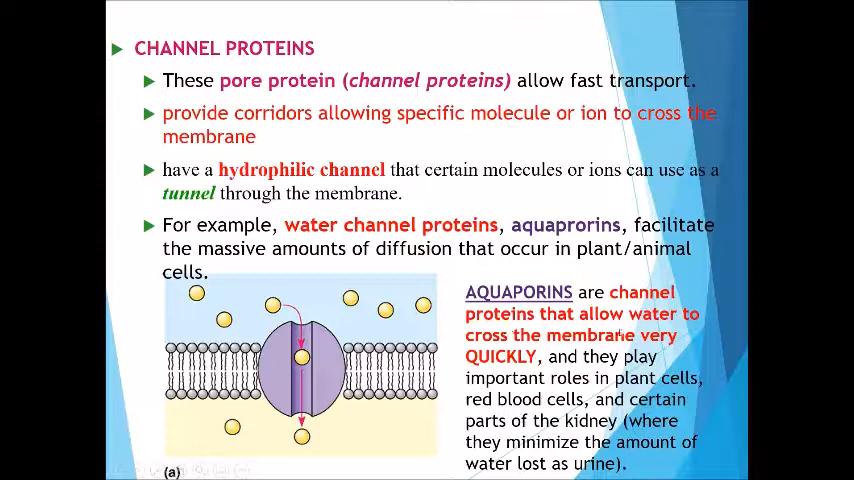 CHANNEL PROTEINS
These pore protein (channel proteins) allow fast transport.
provide corridors allowing specific molecule or ion to cross the
membrane
have a hydrophilic channel that certain molecules or ions can use as a
tunnel through the membrane.
For example, water channel proteins, aquaprorins, facilitate
the massive amounts of diffusion that occur in plant/animal
cells.
AQUAPORINS are channel
proteins that allow water to
cross the membrane very
QUICKLY, and they play
important roles in plant cells,
red blood cells, and certain
parts of the kidney (where
they minimize the amount of
water lost as urine).
(a)